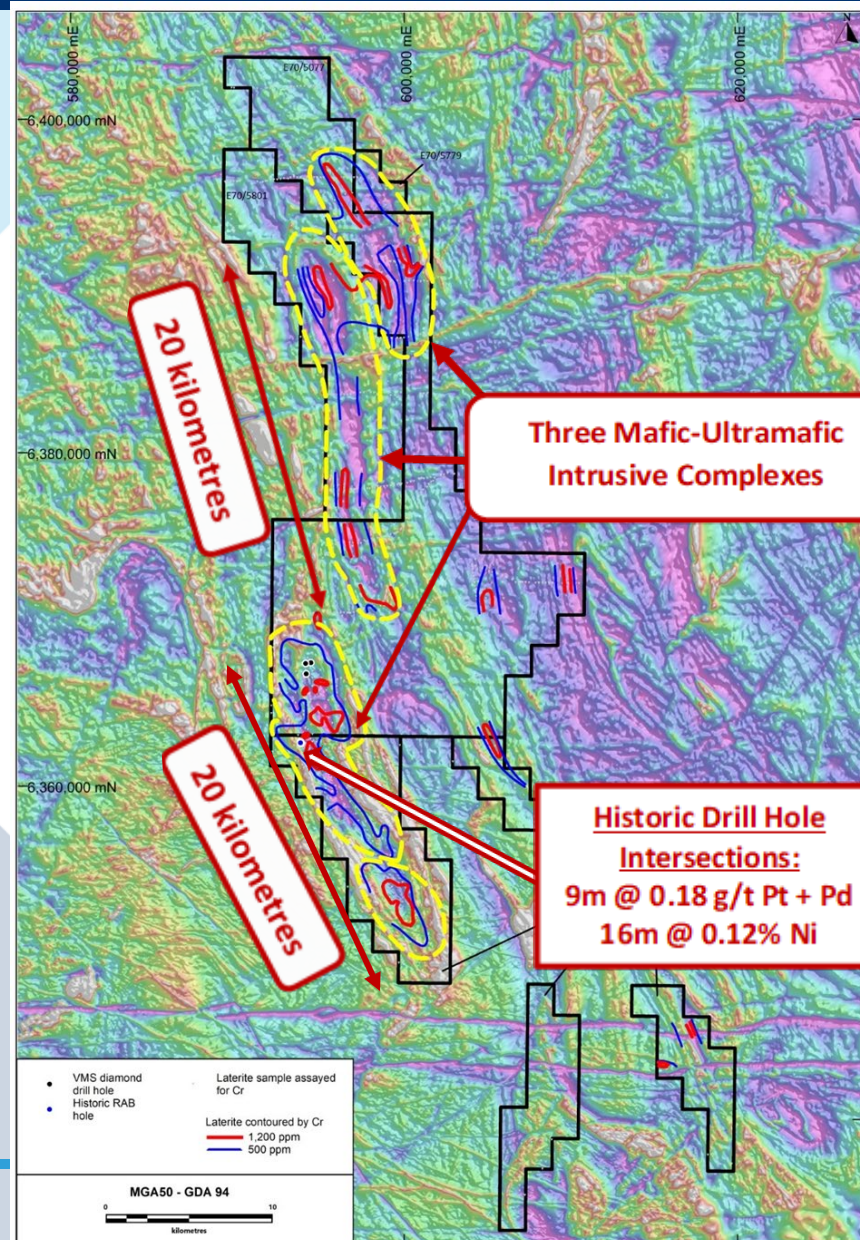 580,000 mE
600,000 mE
620,000 mE
N
E70/5077
6,400,000 mN
E70/5779
E70/5801
20 kilometres
Three Mafic-Ultramafic
Intrusive Complexes
6,380,000 mN
20 kilometres
6,360,000 mN
Historic Drill Hole
Intersections:
9m @ 0.18 g/t Pt + Pd
16m @ 0.12% Ni
VMS diamond
drill hole
Historic RAB
hole
Laterite sample assayed
for Cr
Laterite contoured by Cr
1,200 ppm
500 ppm
MGA50 - GDA 94
0
10
kilometres